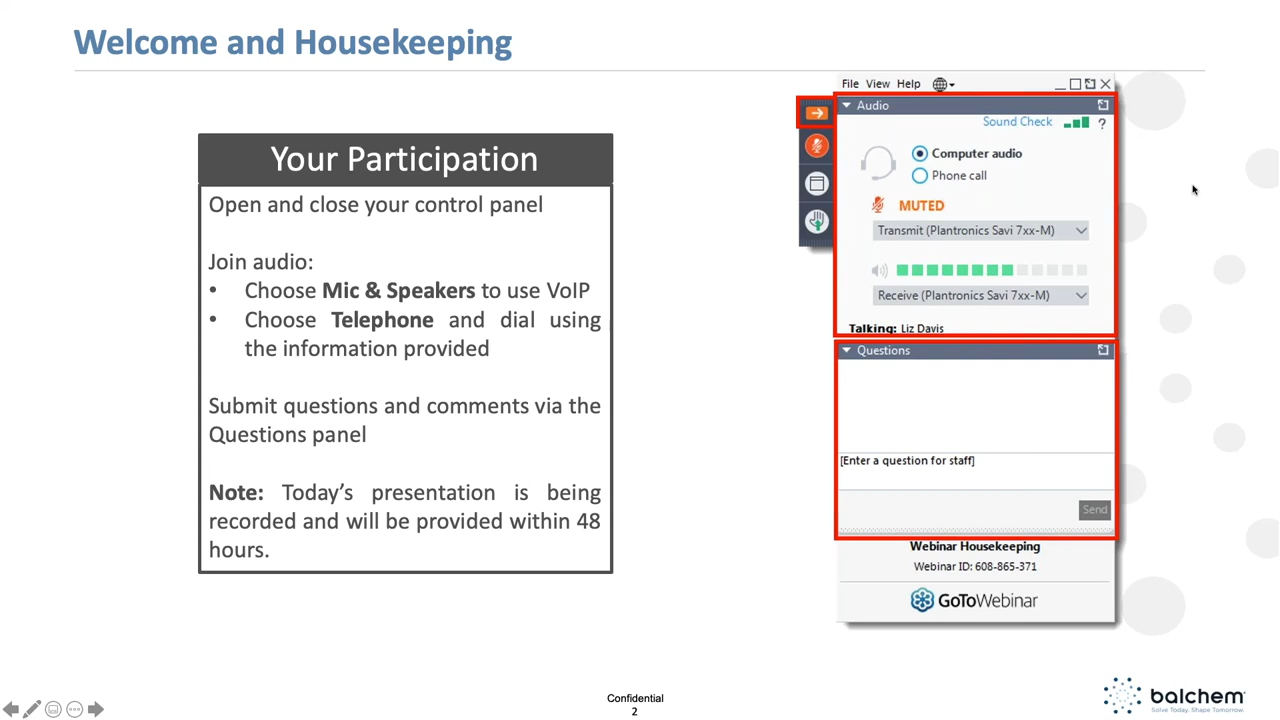 Welcome and Housekeeping
Your Participation
Open and close your control panel
Join audio:
• Choose Mic & Speakers to use VoIP
• Choose Telephone and dial using
the information provided
Submit questions and comments via the
Questions panel
Note: Today's presentation is being
recorded and will be provided within 48
hours.
File View Help
Audio
Sound Check ?
Computer audio
Phone call
MUTED
Transmit (Plantronics Savi 7xx-M)
Receive (Plantronics Savi 7xx-M)
Talking: Liz Davis
Questions
[Enter a question for staff]
Send
Webinar Housekeeping
Webinar ID: 608-865-371
GoToWebinar
Confidential
2
balchem
Solve Today. Shape Tomorrow.